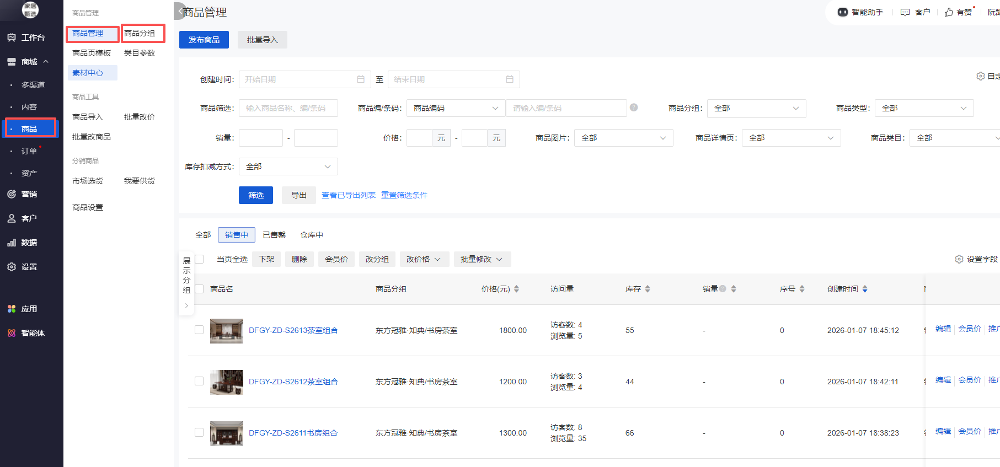 家居
甄选
工作台
商城
多渠道
内容
商品
订单
资产
营销
客户
数据
设置
应用
智能体
商品管理
商品管理 商品分组
商品页模板 类目参数
素材中心
商品工具
商品导入 批量改价
批量改商品
分销商品
市场选货 我要供货
商品设置
商品管理
智能助手 客户 有赞
发布商品 批量导入
创建时间: 开始日期 至 结束日期
商品筛选: 输入商品名称、编/条码 商品编/条码: 商品编码 请输入编/条码 ? 商品分组: 全部 商品类型: 全部
销量: - 价格: 元 - 元 商品图片: 全部 商品详情页: 全部 商品类目: 全部
库存扣减方式: 全部
筛选 导出 查看已导出列表 重置筛选条件
全部 销售中 已售罄 仓库中
当页全选 下架 删除 会员价 改分组 改价格 批量修改 设置字段
展示分组
商品名 商品分组 价格(元) 访问量 库存 销量 ? 序号 创建时间
DFGY-ZD-S2613茶室组合 东方冠雅·知典/书房茶室 1800.00 访客数: 4 55 - 0 2026-01-07 18:45:12 编辑 会员价 推广
浏览量: 5
DFGY-ZD-S2612茶室组合 东方冠雅·知典/书房茶室 1200.00 访客数: 3 44 - 0 2026-01-07 18:42:11 编辑 会员价 推广
浏览量: 4
DFGY-ZD-S2611书房组合 东方冠雅·知典/书房茶室 1300.00 访客数: 8 66 - 0 2026-01-07 18:38:23 编辑 会员价 推广
浏览量: 35